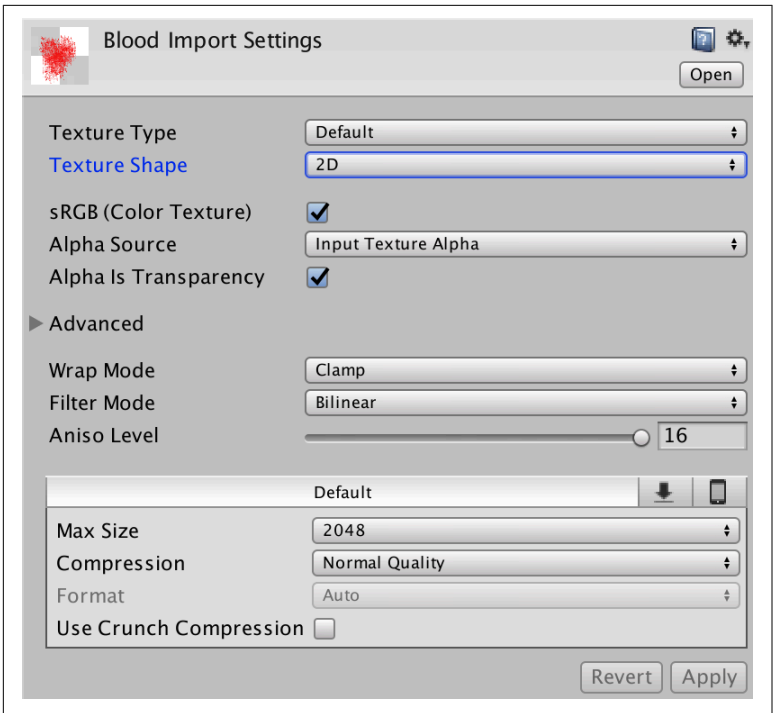 Blood Import Settings
Open
Texture Type Default
Texture Shape 2D
sRGB (Color Texture)
Alpha Source Input Texture Alpha
Alpha Is Transparency
Advanced
Wrap Mode Clamp
Filter Mode Bilinear
Aniso Level 16
Default
Max Size 2048
Compression Normal Quality
Format Auto
Use Crunch Compression
Revert Apply